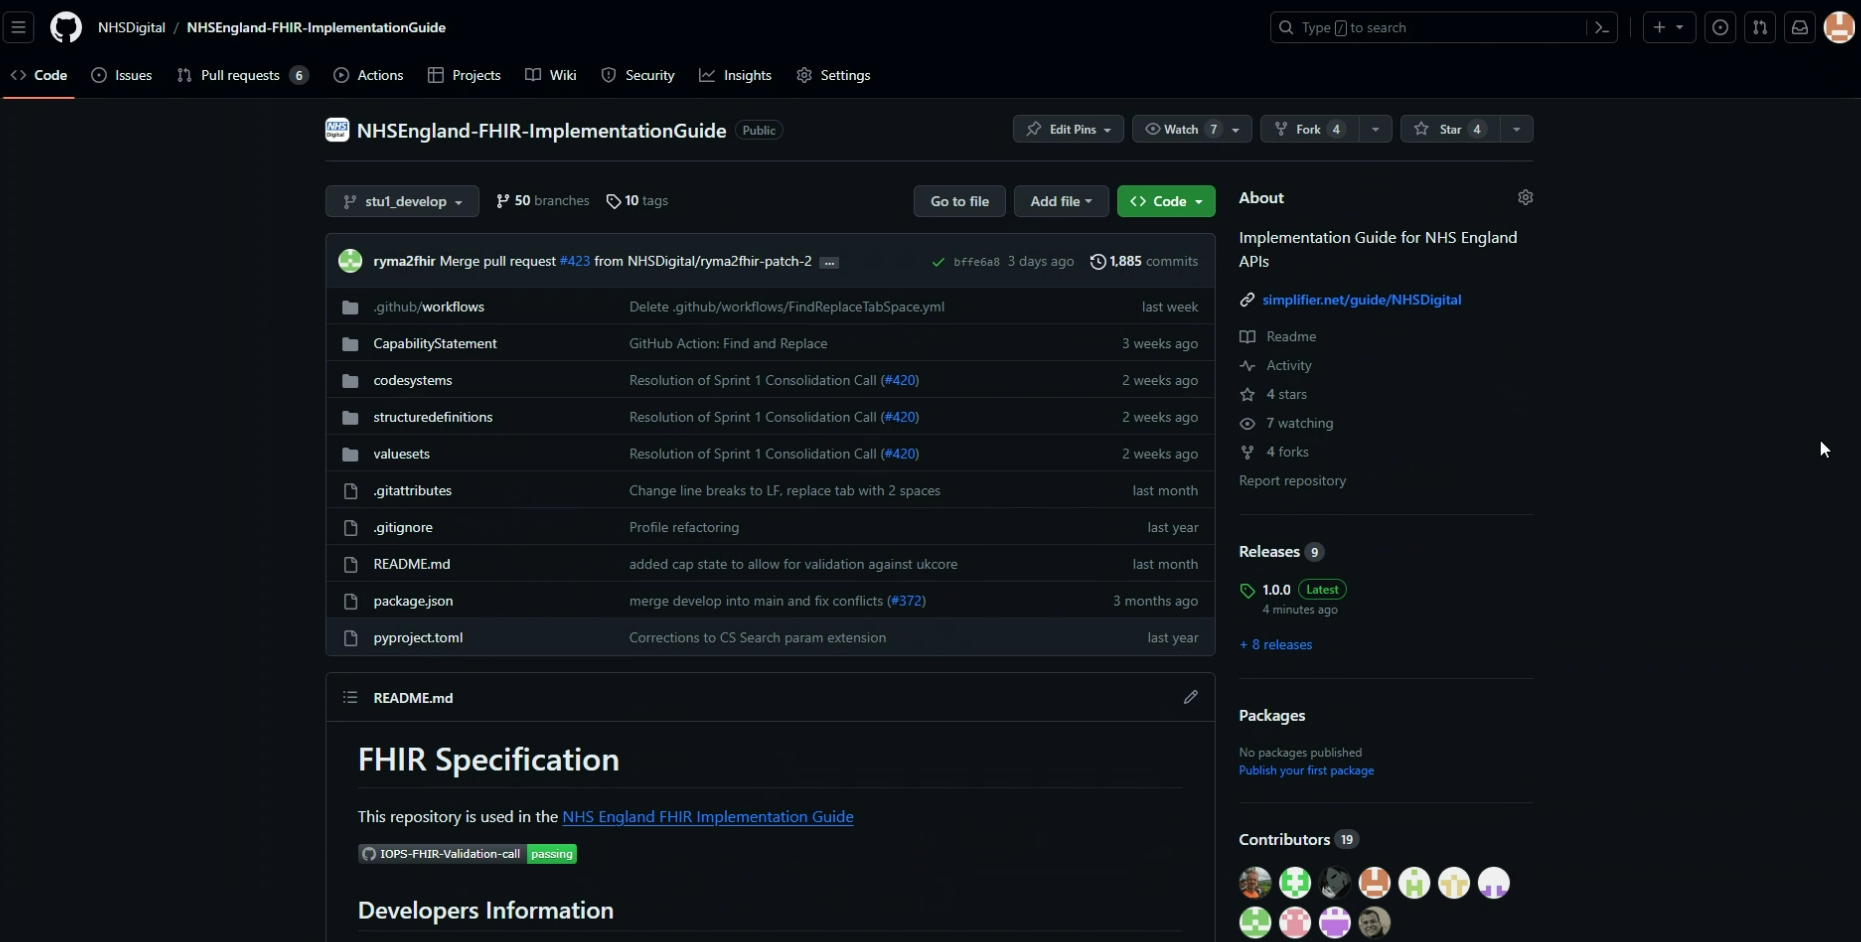 NHSDigital / NHSEngland-FHIR-ImplementationGuide
Type / to search
Code Issues Pull requests 6 Actions Projects Wiki Security Insights Settings
NHS Digital NHSEngland-FHIR-ImplementationGuide Public
Edit Pins Watch 7 Fork 4 Star 4
stu1_develop 50 branches 10 tags Go to file Add file Code
ryma2fhir Merge pull request #423 from NHSDigital/ryma2fhir-patch-2 ... bffe6a8 3 days ago 1,885 commits
.github/workflows Delete .github/workflows/FindReplaceTabSpace.yml last week
CapabilityStatement GitHub Action: Find and Replace 3 weeks ago
codesystems Resolution of Sprint 1 Consolidation Call (#420) 2 weeks ago
structuredefinitions Resolution of Sprint 1 Consolidation Call (#420) 2 weeks ago
valuesets Resolution of Sprint 1 Consolidation Call (#420) 2 weeks ago
.gitattributes Change line breaks to LF, replace tab with 2 spaces last month
.gitignore Profile refactoring last year
README.md added cap state to allow for validation against ukcore last month
package.json merge develop into main and fix conflicts (#372) 3 months ago
pyproject.toml Corrections to CS Search param extension last year
README.md
FHIR Specification
This repository is used in the NHS England FHIR Implementation Guide
IOPS-FHIR-Validation-call passing
Developers Information
About
Implementation Guide for NHS England
APIs
simplifier.net/guide/NHSDigital
Readme
Activity
4 stars
7 watching
4 forks
Report repository
Releases 9
1.0.0 Latest
4 minutes ago
+ 8 releases
Packages
No packages published
Publish your first package
Contributors 19